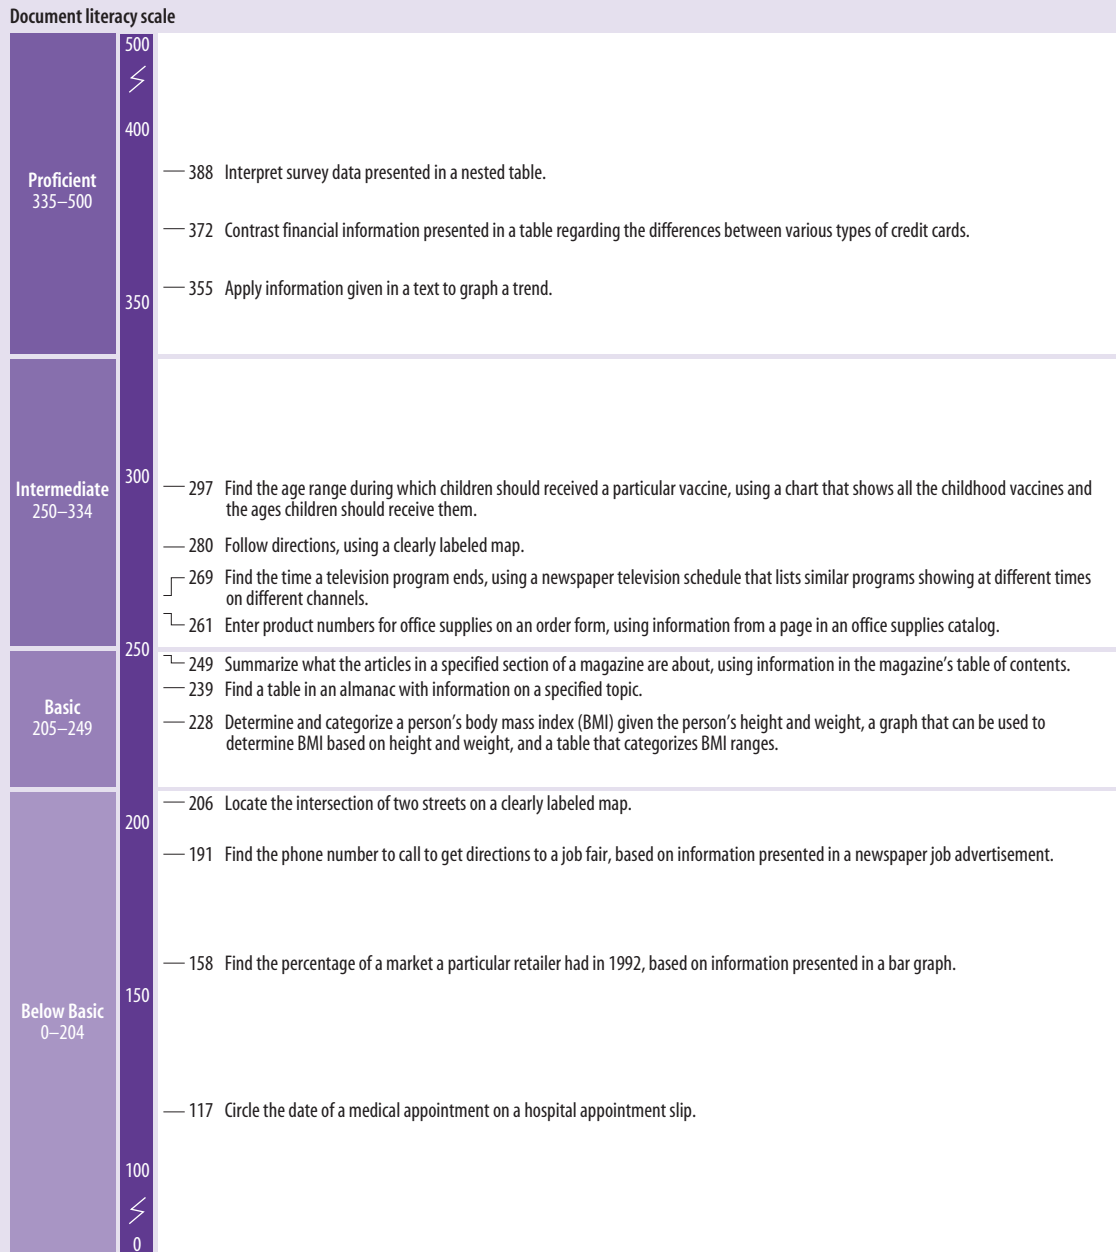 Document literacy scale
500
400
Proficient
335–500
388 Interpret survey data presented in a nested table.
372 Contrast financial information presented in a table regarding the differences between various types of credit cards.
355 Apply information given in a text to graph a trend.
350
Intermediate
250–334
300
297 Find the age range during which children should received a particular vaccine, using a chart that shows all the childhood vaccines and
the ages children should receive them.
280 Follow directions, using a clearly labeled map.
269 Find the time a television program ends, using a newspaper television schedule that lists similar programs showing at different times
on different channels.
261 Enter product numbers for office supplies on an order form, using information from a page in an office supplies catalog.
250
Basic
205–249
249 Summarize what the articles in a specified section of a magazine are about, using information in the magazine’s table of contents.
239 Find a table in an almanac with information on a specified topic.
228 Determine and categorize a person’s body mass index (BMI) given the person’s height and weight, a graph that can be used to
determine BMI based on height and weight, and a table that categorizes BMI ranges.
206 Locate the intersection of two streets on a clearly labeled map.
200
191 Find the phone number to call to get directions to a job fair, based on information presented in a newspaper job advertisement.
158 Find the percentage of a market a particular retailer had in 1992, based on information presented in a bar graph.
150
Below Basic
0–204
117 Circle the date of a medical appointment on a hospital appointment slip.
100
0